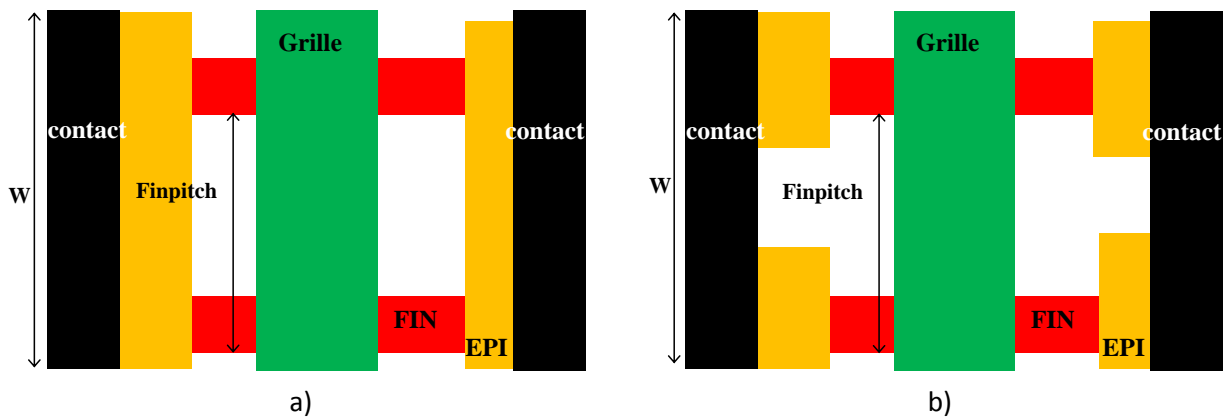 Grille
contact
contact
W
Finpitch
FIN
EPI
a)
Grille
contact
contact
W
Finpitch
FIN
EPI
b)